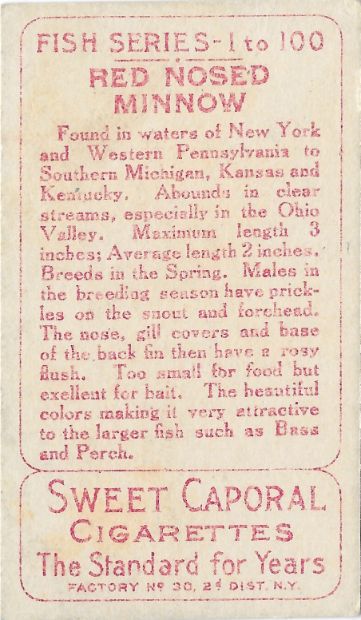 FISH SERIES - 1 to 100
RED NOSED
MINNOW
Found in waters of New York
and Western Pennsylvania to
Southern Michigan, Kansas and
Kentucky. Abounds in clear
streams, especially in the Ohio
Valley. Maximum length 3
inches; Average length 2 inches.
Breeds in the Spring. Males in
the breeding season have prick-
les on the snout and forehead.
The nose, gill covers and base
of the back fin then have a rosy
flush. Too small for food but
exellent for bait. The beautiful
colors making it very attractive
to the larger fish such as Bass
and Perch.
SWEET CAPORAL
CIGARETTES
The Standard for Years
FACTORY Nº 30, 2d DIST. N.Y.